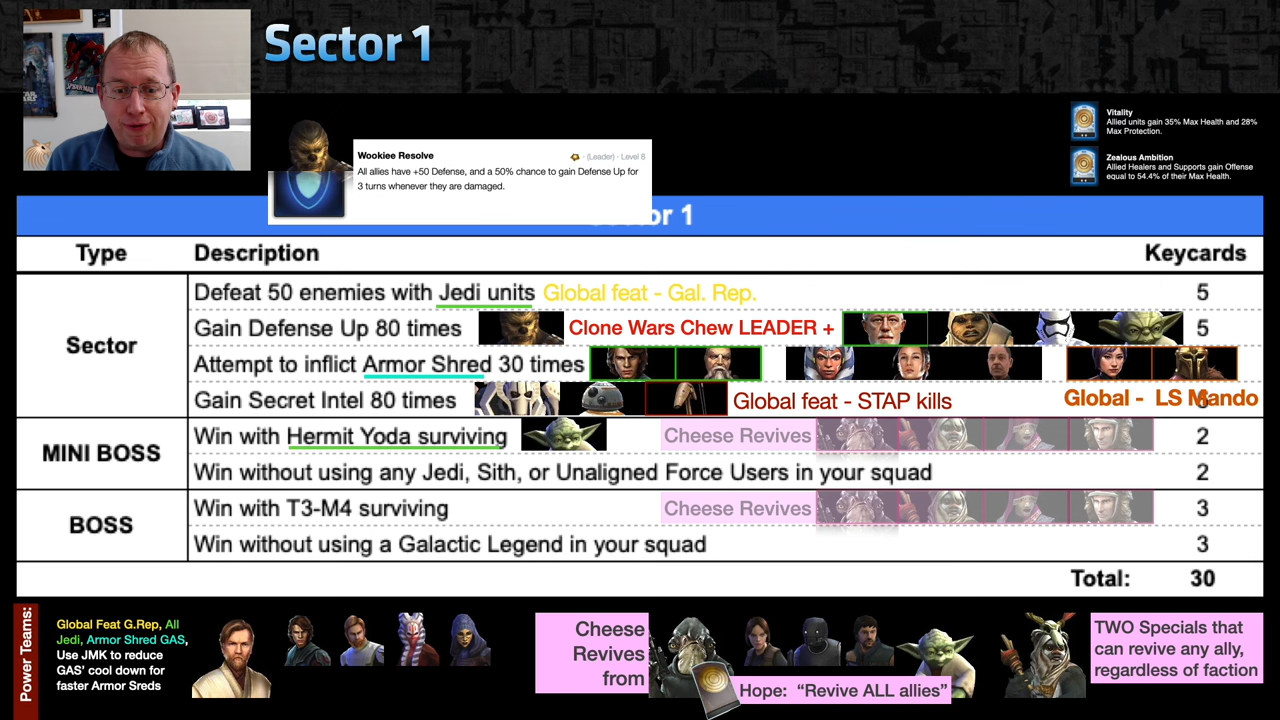 Sector 1
Vitality
Allied units gain 35% Max Health and 28%
Max Protection.
Zealous Ambition
Allied Healers and Supports gain Offense
equal to 54.4% of their Max Health.
Wookiee Resolve
· (Leader) · Level 8
All allies have +50 Defense, and a 50% chance to gain Defense Up for
3 turns whenever they are damaged.
or 1
Type Description Keycards
Sector
Defeat 50 enemies with Jedi units Global feat - Gal. Rep. 5
Gain Defense Up 80 times Clone Wars Chew LEADER + 5
Attempt to inflict Armor Shred 30 times
Gain Secret Intel 80 times Global feat - STAP kills Global - LS Mando
MINI BOSS
Win with Hermit Yoda surviving Cheese Revives 2
Win without using any Jedi, Sith, or Unaligned Force Users in your squad 2
BOSS
Win with T3-M4 surviving Cheese Revives 3
Win without using a Galactic Legend in your squad 3
Total: 30
Power Teams:
Global Feat G.Rep, All
Jedi, Armor Shred GAS,
Use JMK to reduce
GAS' cool down for
faster Armor Sreds
Cheese
Revives
from
Hope: “Revive ALL allies”
TWO Specials that
can revive any ally,
regardless of faction